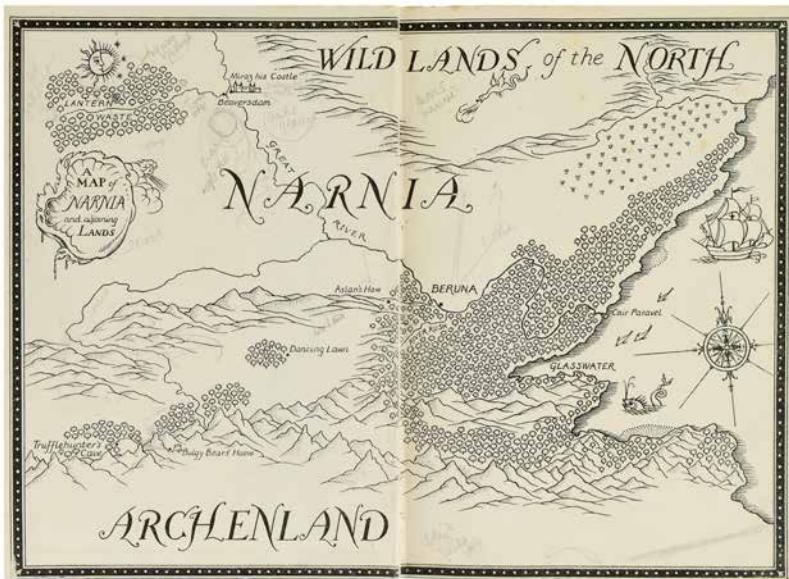 WILD LANDS of the NORTH
Miraz his Castle
Beaversdam
LANTERN
WASTE
A
MAP of
NARNIA
and adjoining
LANDS
GREAT
RIVER
NARNIA
Aslan's How
BERUNA
Cair Paravel
Dancing Lawn
GLASSWATER
Trufflehunter's
Cave
Bulgy Bears' Home
ARCHENLAND